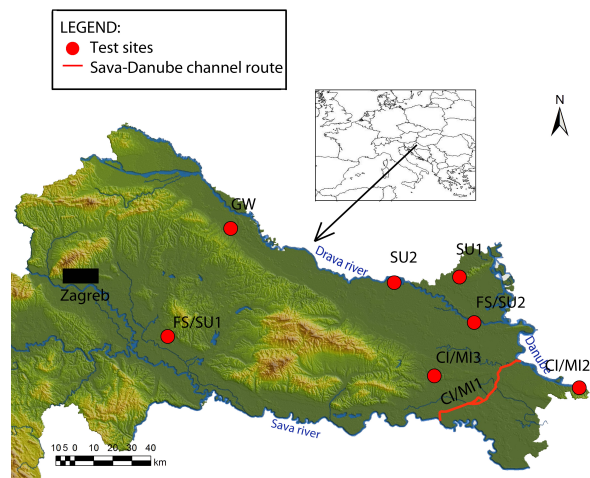 LEGEND:
Test sites
Sava-Danube channel route
N
GW
Drava river
SU2
SU1
Zagreb
FS/SU2
FS/SU1
Danube
CI/MI3
CI/MI2
CI/MI1
Sava river
10 5 0 10 20 30 40
km